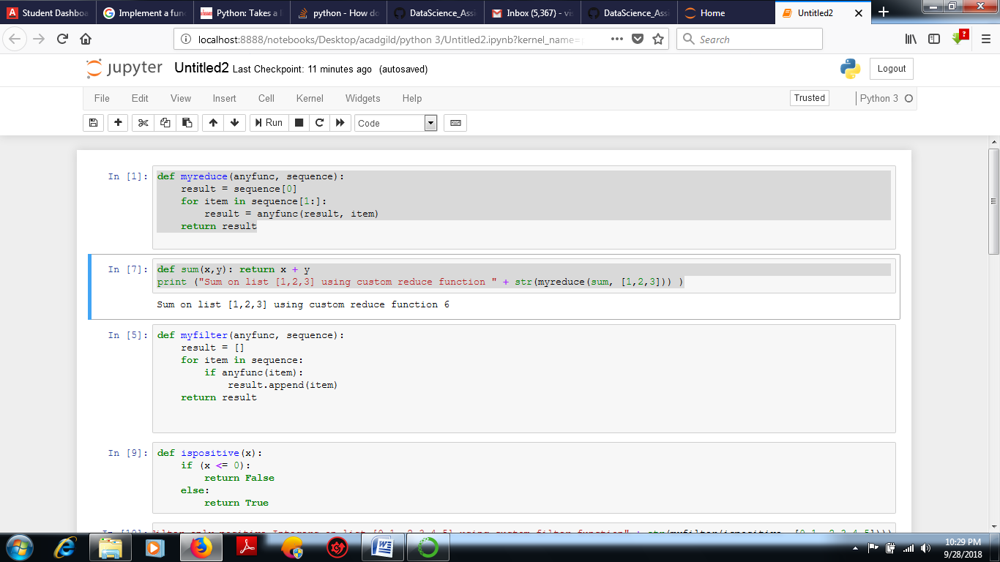 Student Dashboa
Implement a func
Python: Takes a l
python - How do
DataScience_Assi
Inbox (5,367) - vis
DataScience_Assi
Home
Untitled2
localhost:8888/notebooks/Desktop/acadgild/python 3/Untitled2.ipynb?kernel_name=
Search
jupyter Untitled2 Last Checkpoint: 11 minutes ago (autosaved)
Logout
File Edit View Insert Cell Kernel Widgets Help
Trusted
Python 3
Run
Code
In [1]: def myreduce(anyfunc, sequence):
    result = sequence[0]
    for item in sequence[1:]:
        result = anyfunc(result, item)
    return result
In [7]: def sum(x,y): return x + y
print ("Sum on list [1,2,3] using custom reduce function " + str(myreduce(sum, [1,2,3])) )
Sum on list [1,2,3] using custom reduce function 6
In [5]: def myfilter(anyfunc, sequence):
    result = []
    for item in sequence:
        if anyfunc(item):
            result.append(item)
    return result
In [9]: def ispositive(x):
    if (x <= 0):
        return False
    else:
        return True
10:29 PM
9/28/2018